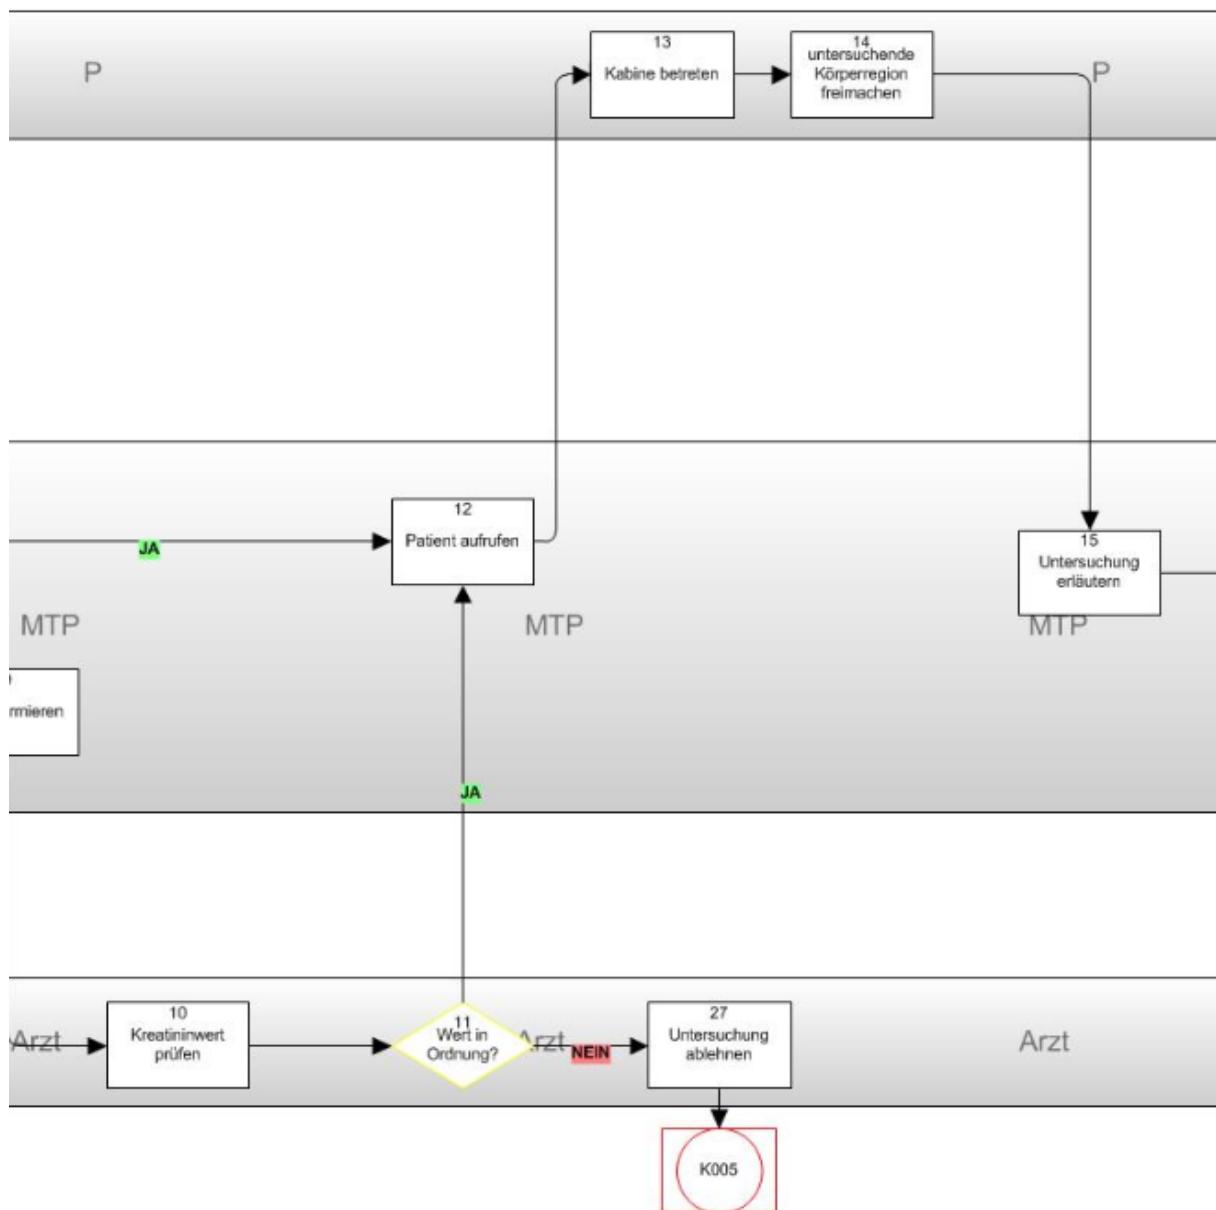 P
13
Kabine betreten
14
untersuchende
Körperregion
freimachen
P
12
Patient aufrufen
JA
15
Untersuchung
erläutern
MTP
MTP
MTP
rmieren
JA
Arzt
10
Kreatininwert
prüfen
11
Wert in
Ordnung?
Arzt
NEIN
27
Untersuchung
ablehnen
Arzt
K005